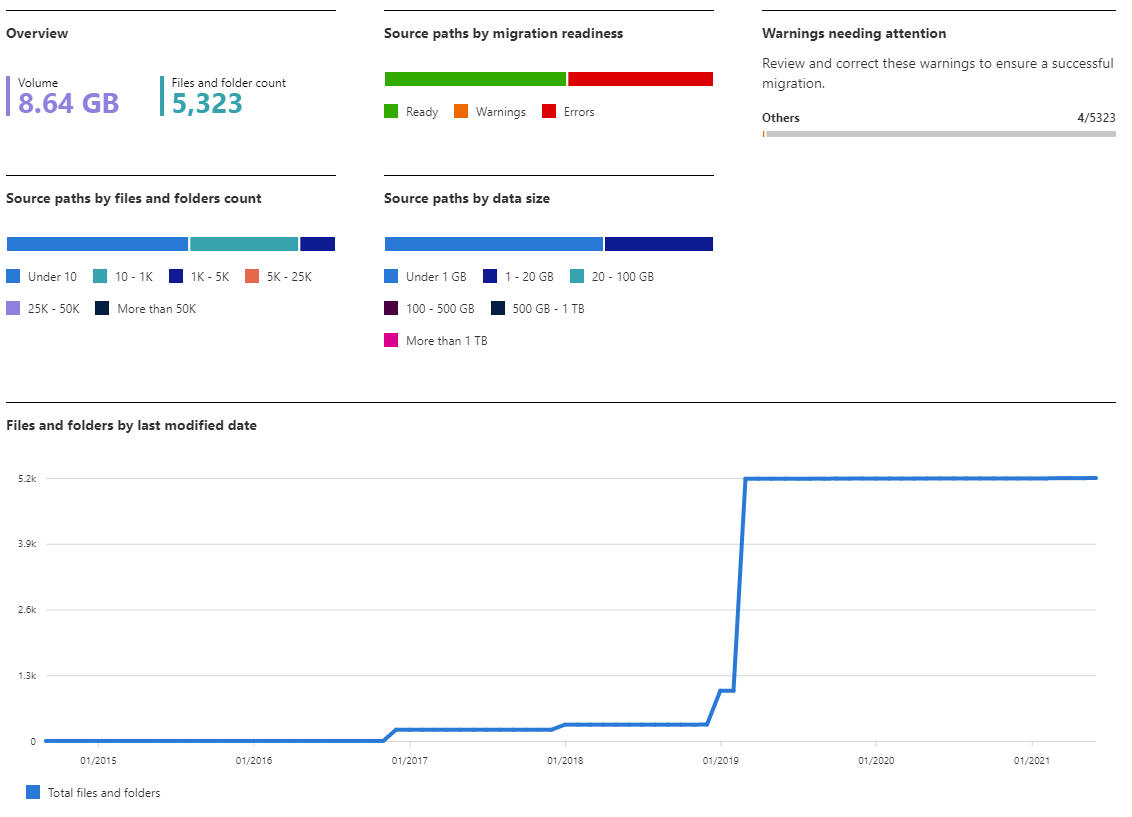 Overview
Volume
8.64 GB
Files and folder count
5,323
Source paths by migration readiness
Ready
Warnings
Errors
Warnings needing attention
Review and correct these warnings to ensure a successful
migration.
Others 4/5323
Source paths by files and folders count
Under 10 10 - 1K 1K - 5K 5K - 25K
25K - 50K More than 50K
Source paths by data size
Under 1 GB 1 - 20 GB 20 - 100 GB
100 - 500 GB 500 GB - 1 TB
More than 1 TB
Files and folders by last modified date
5.2k
3.9k
2.6k
1.3k
0
01/2015 01/2016 01/2017 01/2018 01/2019 01/2020 01/2021
Total files and folders